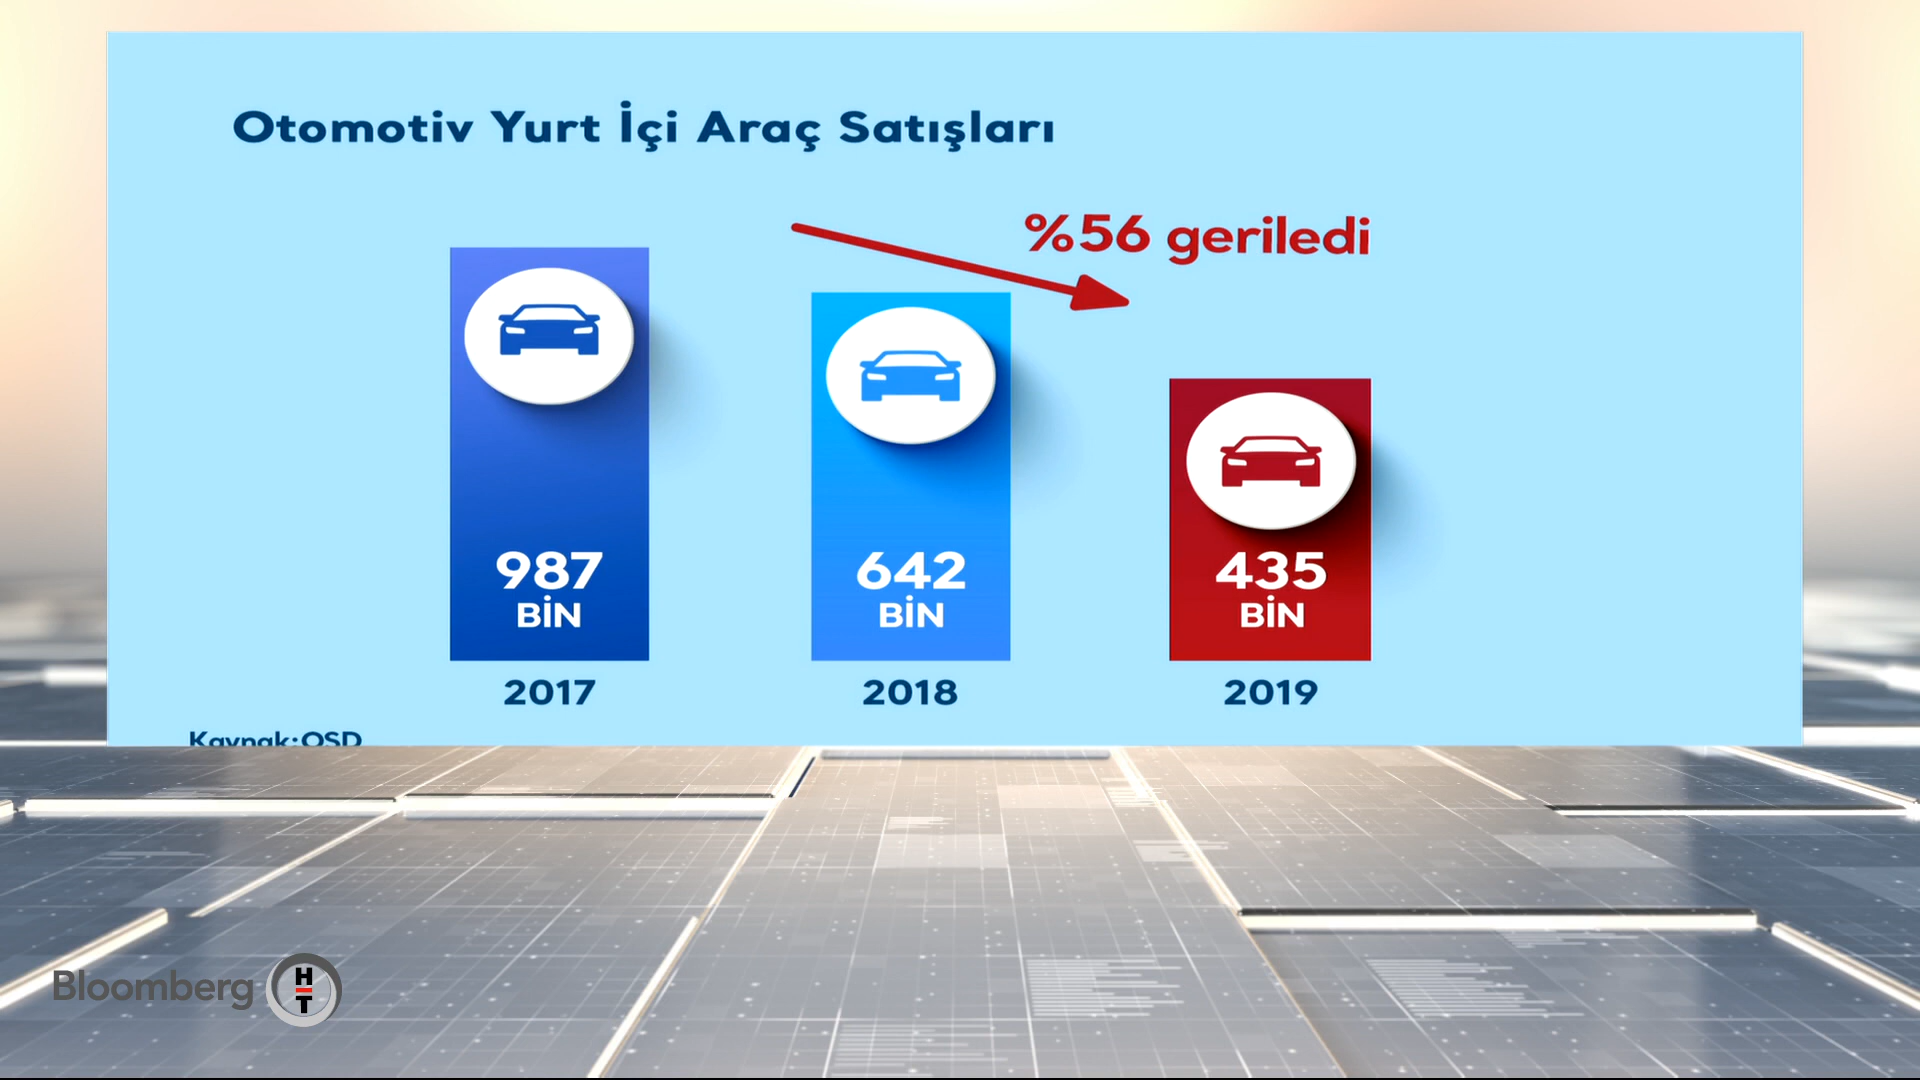 Otomotiv Yurt İçi Araç Satışları
%56 geriledi
987
BİN
642
BİN
435
BİN
2017
2018
2019
Kaynak:OSD
Bloomberg HT